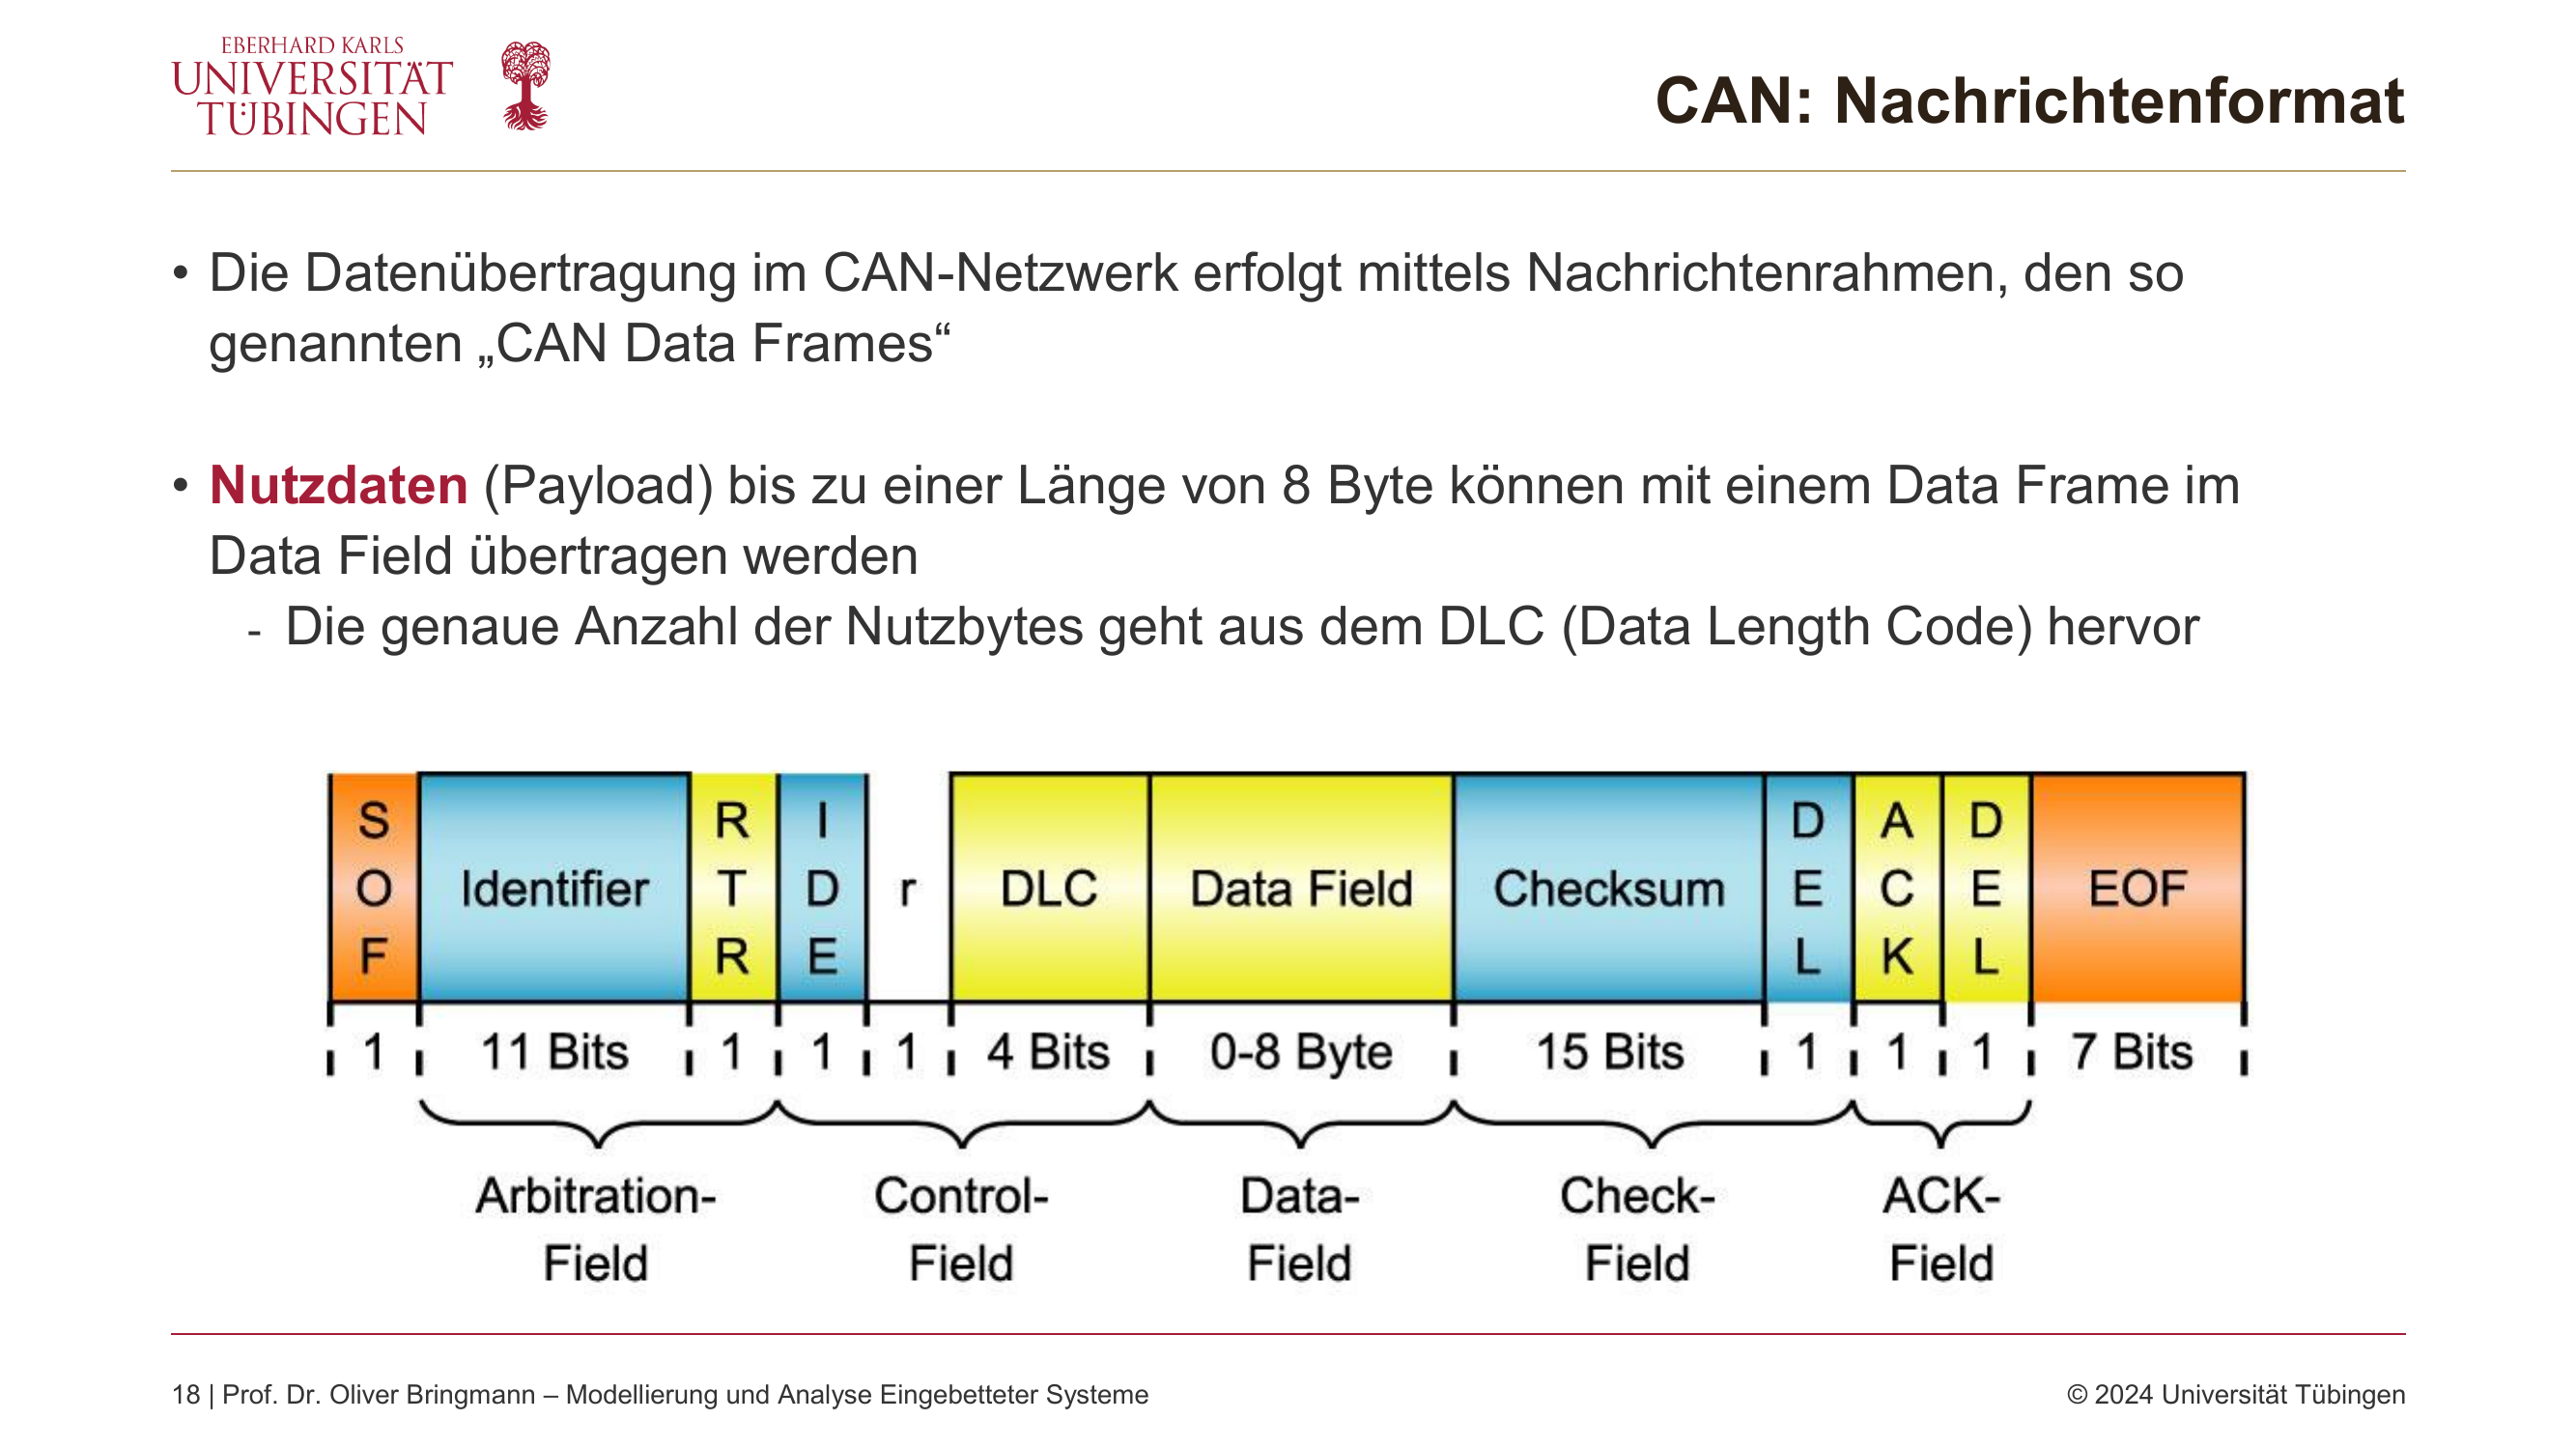 EBERHARD KARLS
UNIVERSITÄT
TÜBINGEN
CAN: Nachrichtenformat
• Die Datenübertragung im CAN-Netzwerk erfolgt mittels Nachrichtenrahmen, den so
genannten „CAN Data Frames“
• Nutzdaten (Payload) bis zu einer Länge von 8 Byte können mit einem Data Frame im
Data Field übertragen werden
- Die genaue Anzahl der Nutzbytes geht aus dem DLC (Data Length Code) hervor
SOF Identifier RTR IDE r DLC Data Field Checksum DEL ACK DEL EOF
1 11 Bits 1 1 1 4 Bits 0-8 Byte 15 Bits 1 1 1 7 Bits
Arbitration- Control- Data- Check- ACK-
Field Field Field Field Field
18 | Prof. Dr. Oliver Bringmann – Modellierung und Analyse Eingebetteter Systeme
© 2024 Universität Tübingen